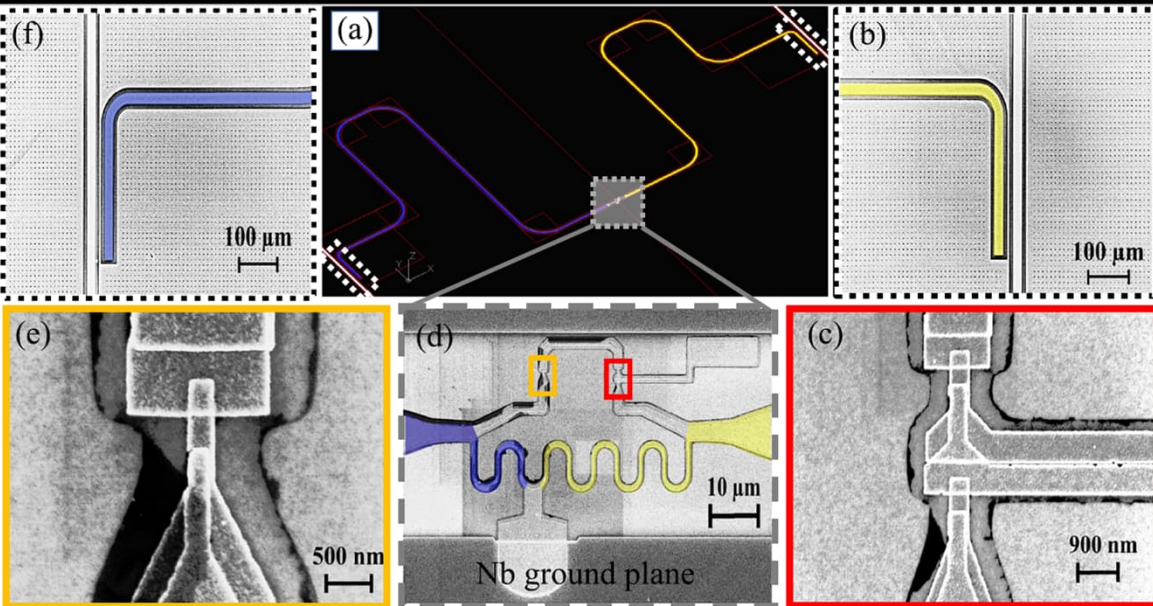 (f)
(a)
(b)
100 µm
Z
Y
X
100 µm
(e)
(d)
(c)
10 µm
500 nm
Nb ground plane
900 nm